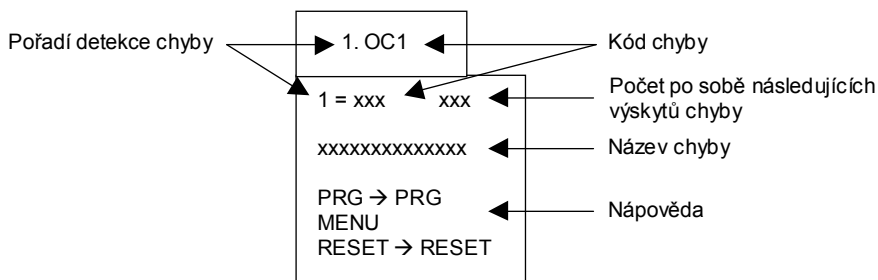 Pořadí detekce chyby
1. OC1
Kód chyby
1 = xxx xxx
Počet po sobě následujících
výskytů chyby
xxxxxxxxxxxxxx
Název chyby
PRG → PRG
MENU
RESET → RESET
Nápověda